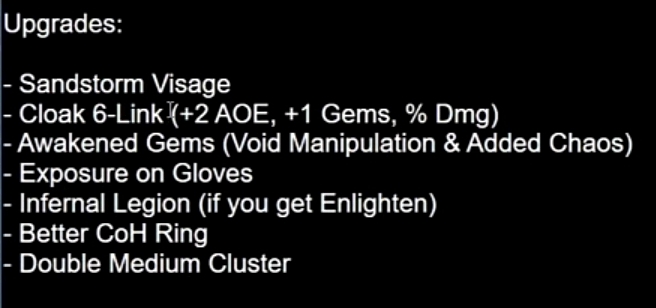 Upgrades:
- Sandstorm Visage
- Cloak 6-Link (+2 AOE, +1 Gems, % Dmg)
- Awakened Gems (Void Manipulation & Added Chaos)
- Exposure on Gloves
- Infernal Legion (if you get Enlighten)
- Better CoH Ring
- Double Medium Cluster